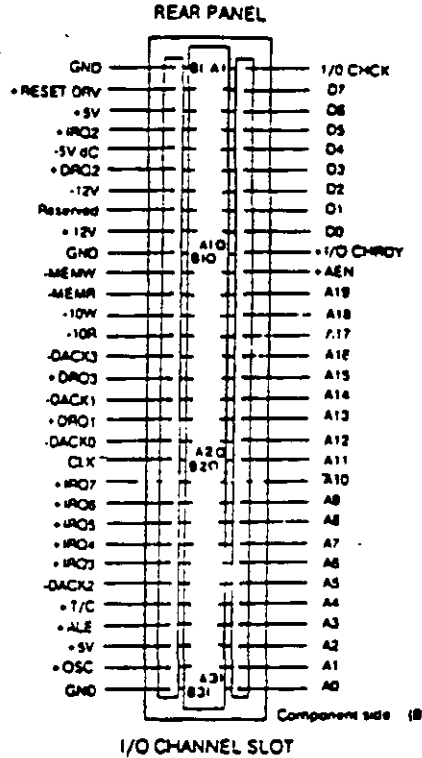 REAR PANEL
GND B1 A1 I/O CHCK
+RESET DRV D7
+5V D6
+IRQ2 D5
-5V dC D4
+DRQ2 D3
-12V D2
Reserved D1
+12V D0
GND A10 B10 +I/O CHRDY
-MEMW +AEN
-MEMR A19
-IOW A18
+IOR A17
-DACK3 A16
+DRQ3 A15
-DACK1 A14
+DRQ1 A13
-DACK0 A12
CLK A20 B20 A11
+IRQ7 A10
+IRQ6 A9
+IRQ5 A8
+IRQ4 A7
+IRQ3 A6
-DACK2 A5
+T/C A4
+ALE A3
+5V A2
+OSC A1
GND A31 B31 A0
Component side (B
I/O CHANNEL SLOT